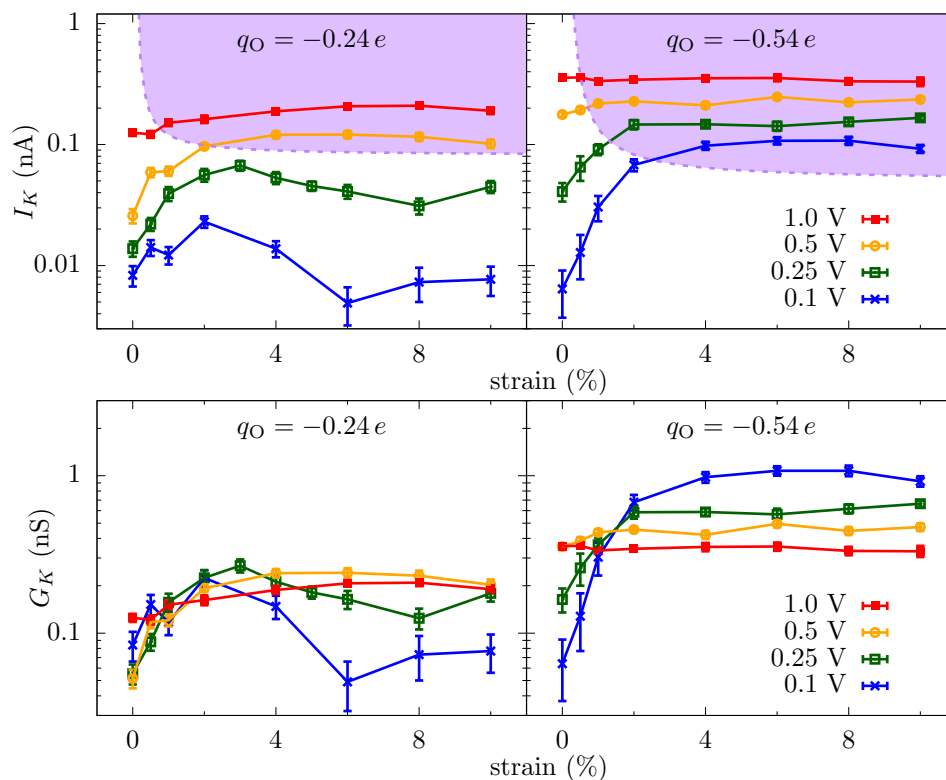 q_O = −0.24 e
q_O = −0.54 e
1
0.1
0.01
I_K (nA)
1.0 V
0.5 V
0.25 V
0.1 V
0 4 8 0 4 8
strain (%)
q_O = −0.24 e
q_O = −0.54 e
1
0.1
G_K (nS)
1.0 V
0.5 V
0.25 V
0.1 V
0 4 8 0 4 8
strain (%)